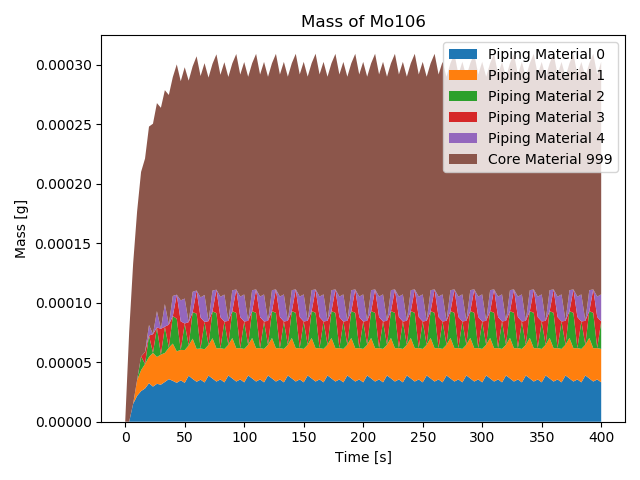 Mass of Mo106
Mass [g]
0.00030
0.00025
0.00020
0.00015
0.00010
0.00005
0.00000
Piping Material 0
Piping Material 1
Piping Material 2
Piping Material 3
Piping Material 4
Core Material 999
0 50 100 150 200 250 300 350 400
Time [s]